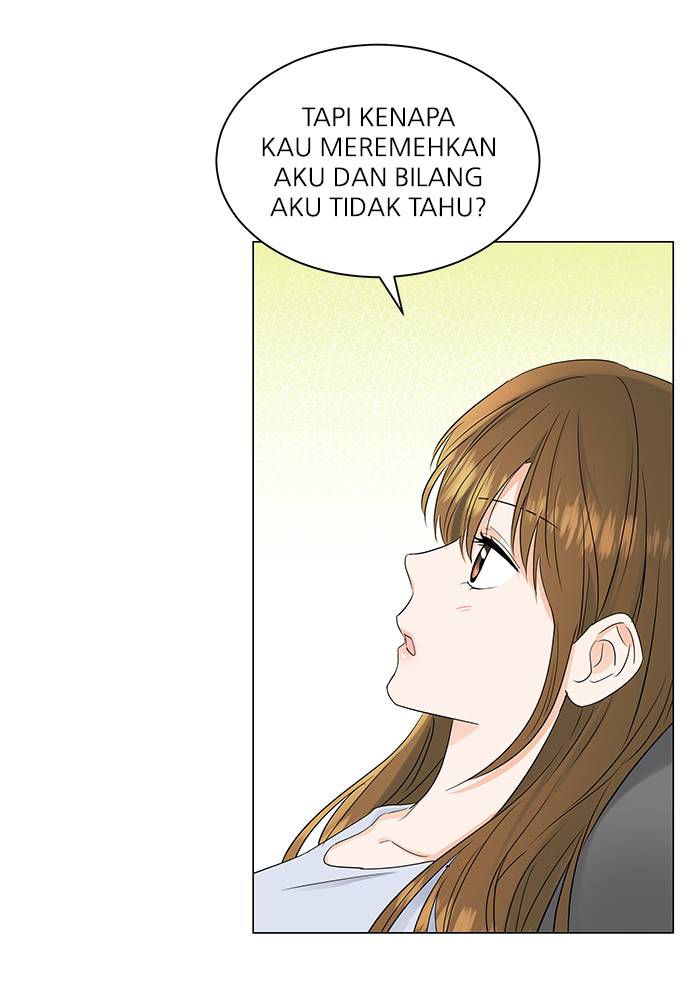 TAPI KENAPA
KAU MEREMEHKAN
AKU DAN BILANG
AKU TIDAK TAHU?